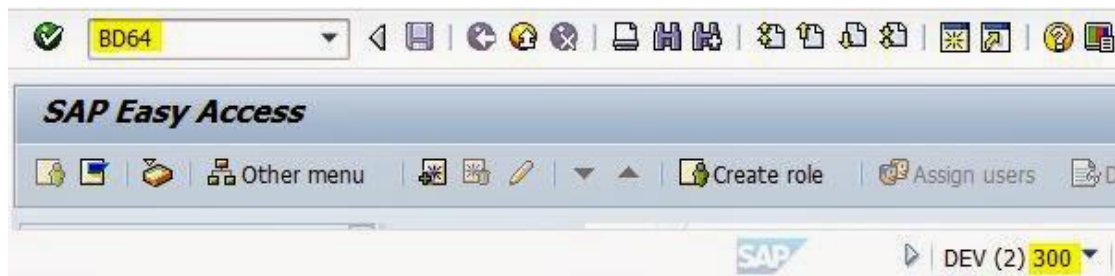 BD64
SAP Easy Access
Other menu Create role Assign users
SAP DEV (2) 300